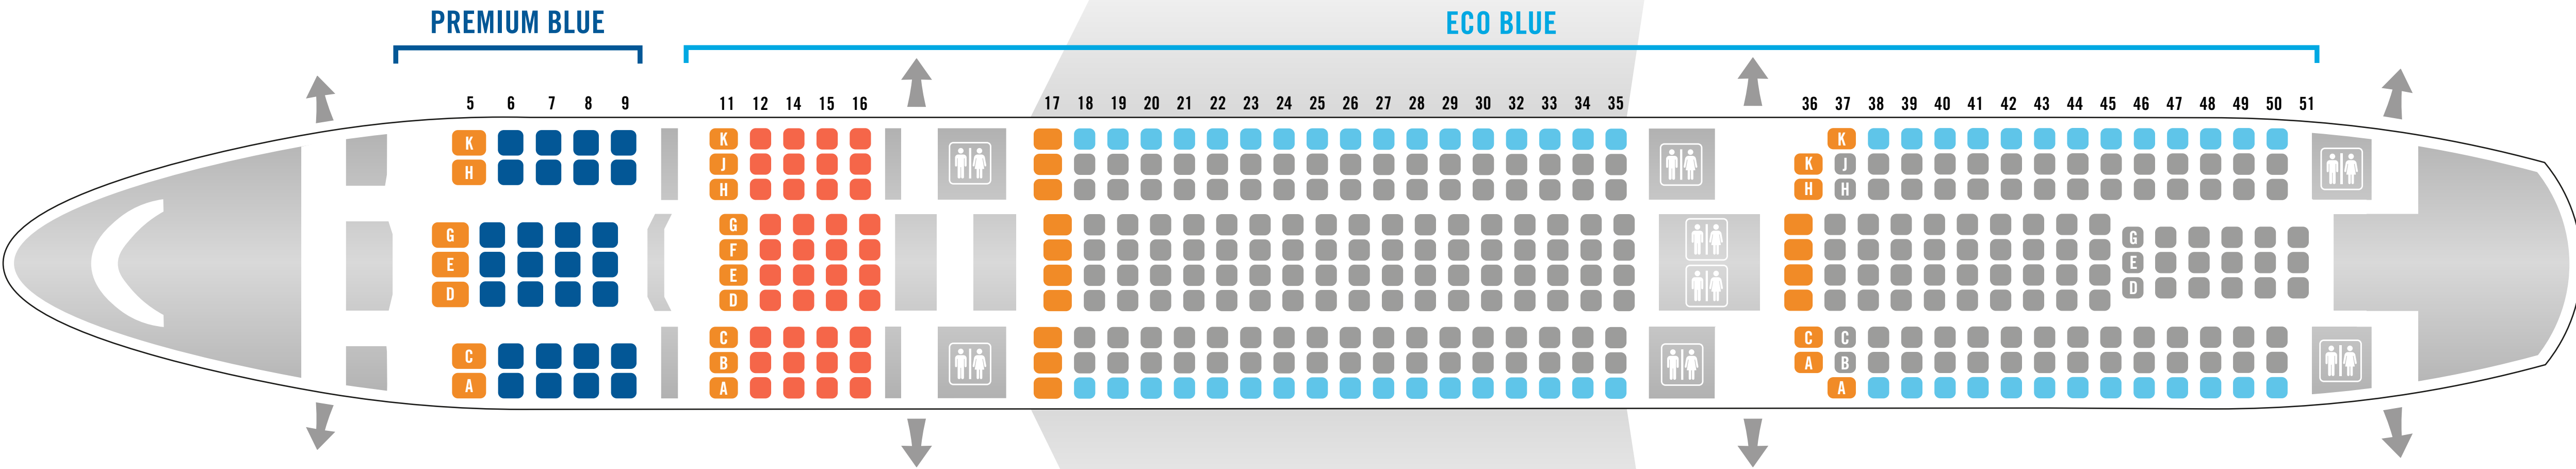 PREMIUM BLUE
ECO BLUE
5 6 7 8 9
11 12 14 15 16
17 18 19 20 21 22 23 24 25 26 27 28 29 30 32 33 34 35
36 37 38 39 40 41 42 43 44 45 46 47 48 49 50 51
K K K
J K J
H H H H
G G G
E F E
D E D
D
C C C C
B A B
A A A